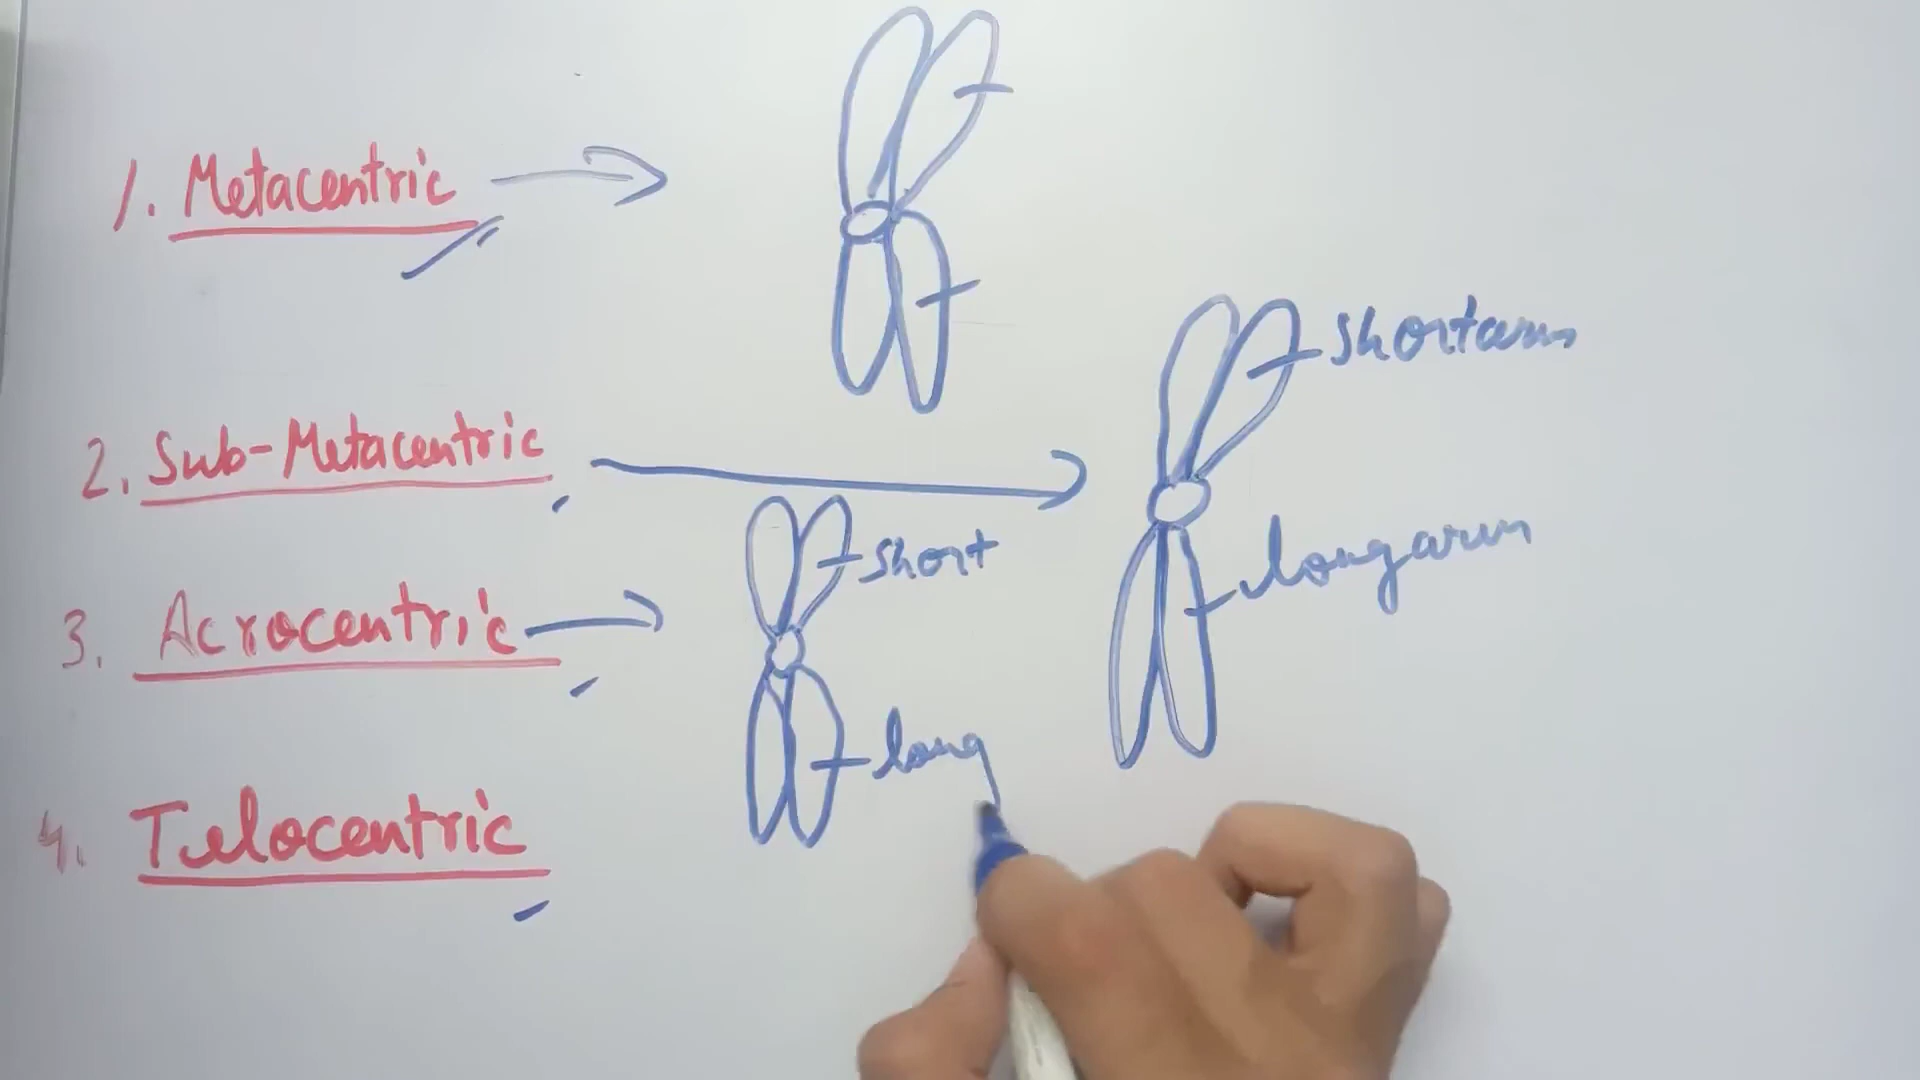 1. Metacentric
shortarm
2. Sub-Metacentric
short
longarm
3. Acrocentric
long
4. Telocentric